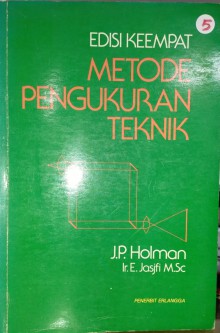 5
EDISI KEEMPAT
METODE
PENGUKURAN
TEKNIK
J.P. Holman
Ir. E. Jasjfi M.Sc
PENERBIT ERLANGGA